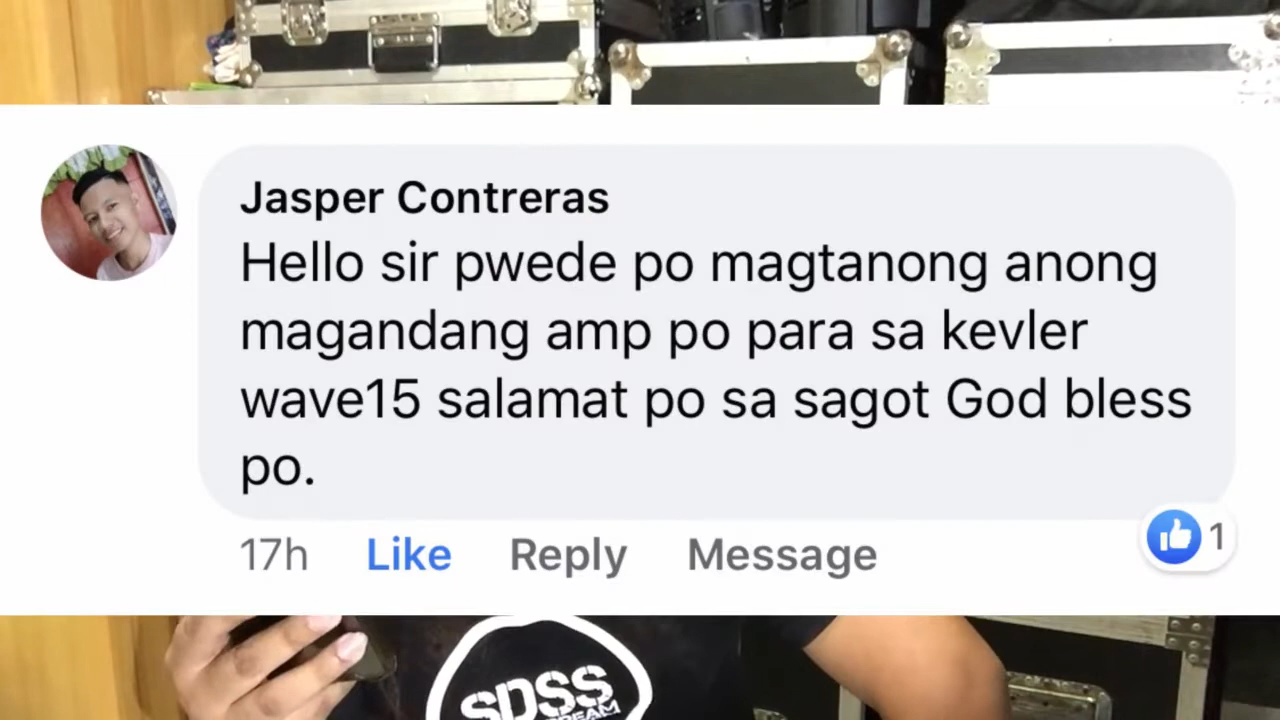 Jasper Contreras
Hello sir pwede po magtanong anong
magandang amp po para sa kevler
wave15 salamat po sa sagot God bless
po.
17h Like Reply Message
1
SDSS